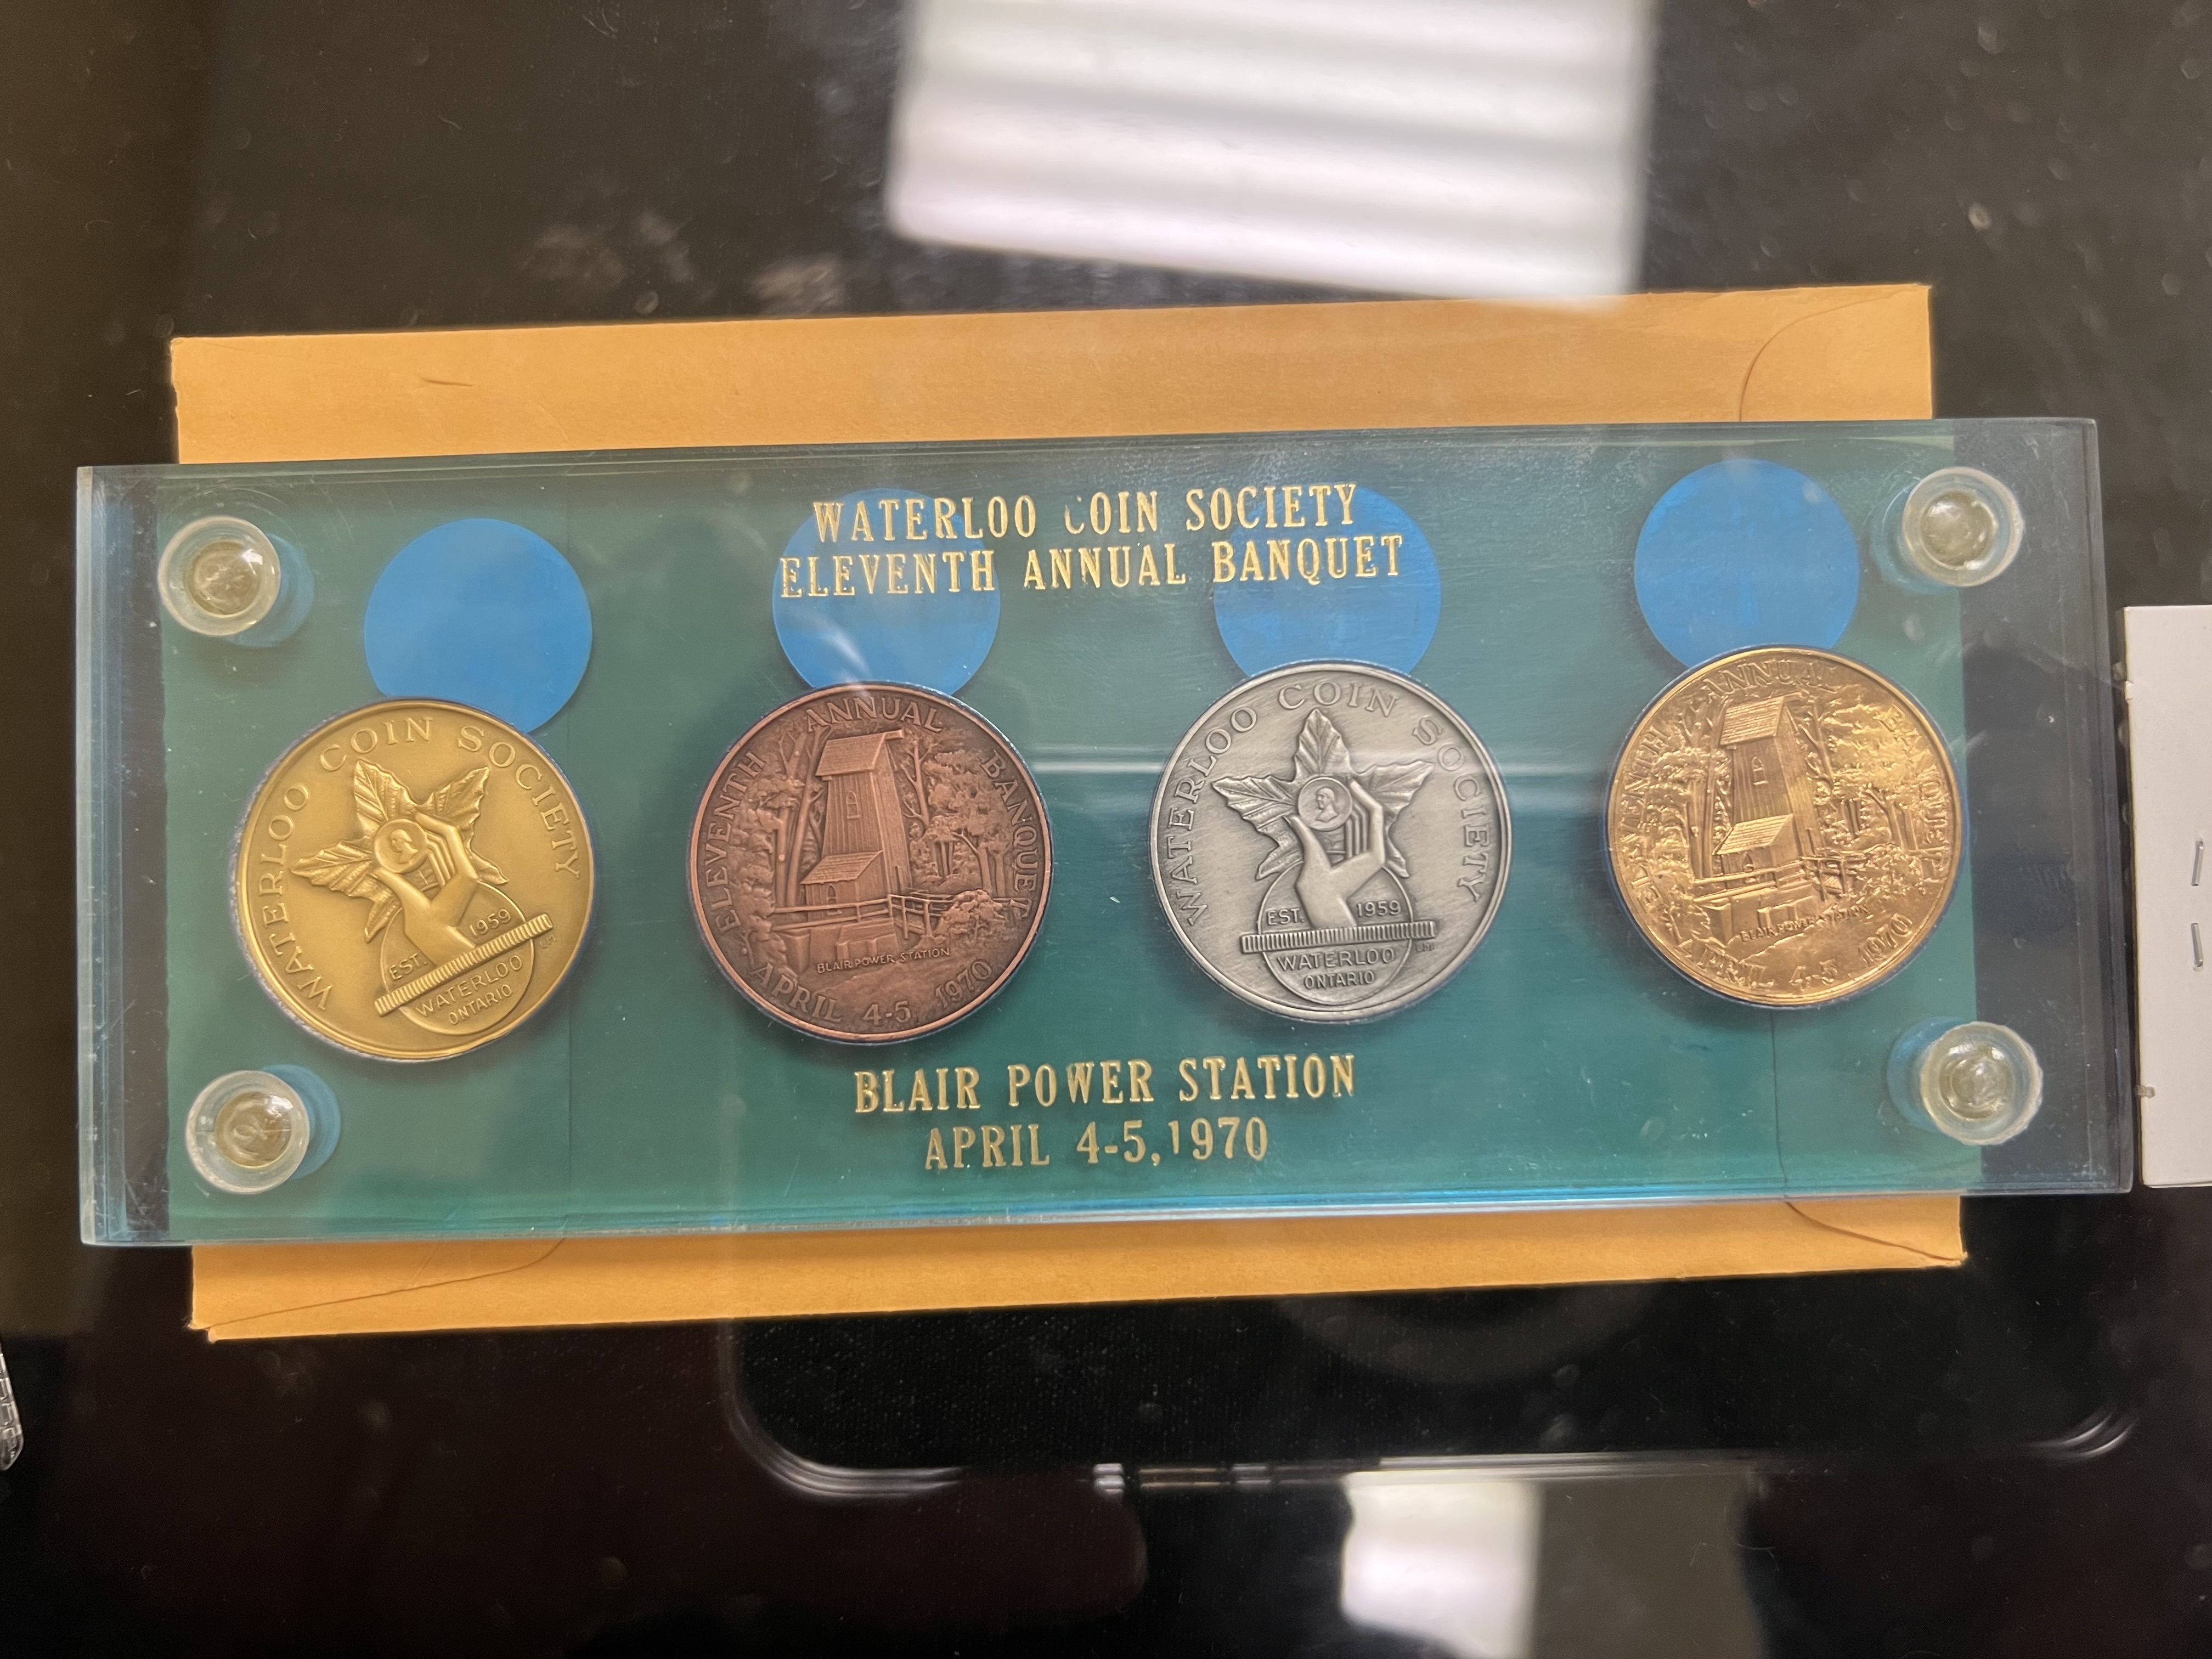 WATERLOO COIN SOCIETY
ELEVENTH ANNUAL BANQUET
WATERLOO COIN SOCIETY
EST. 1959
WATERLOO
ONTARIO
ELEVENTH ANNUAL BANQUET
BLAIR POWER STATION
APRIL 4-5, 1970
WATERLOO COIN SOCIETY
EST. 1959
WATERLOO
ONTARIO
ELEVENTH ANNUAL BANQUET
BLAIR POWER STATION
APRIL 4-5, 1970
BLAIR POWER STATION
APRIL 4-5,1970